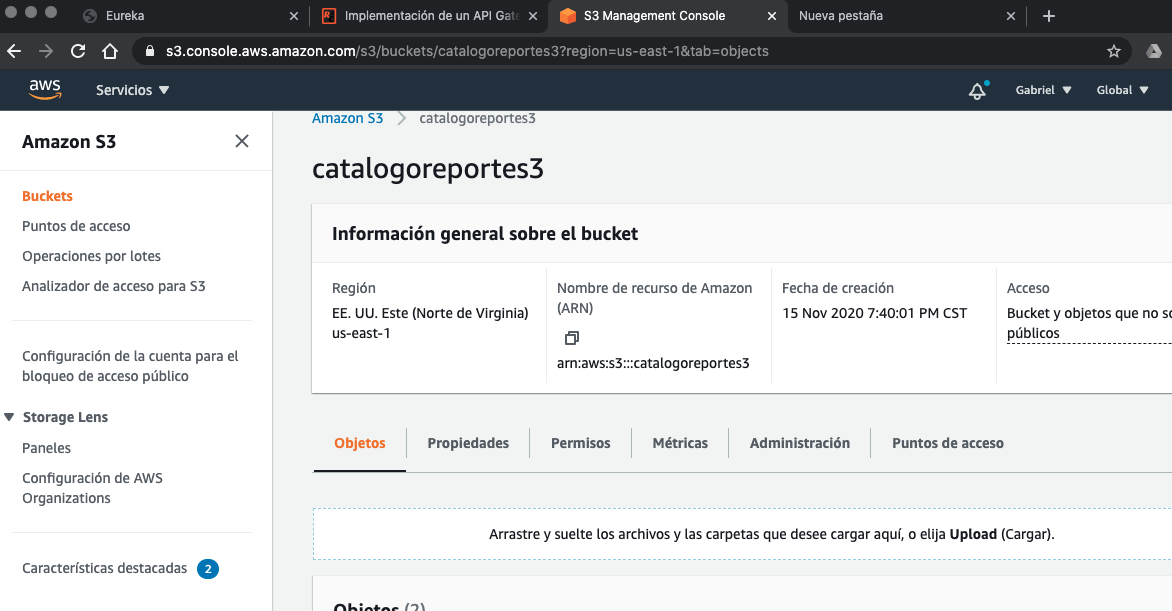 Eureka
Implementación de un API Gate
S3 Management Console
Nueva pestaña
s3.console.aws.amazon.com/s3/buckets/catalogoreportes3?region=us-east-1&tab=objects
aws
Servicios
Gabriel
Global
Amazon S3
Buckets
Puntos de acceso
Operaciones por lotes
Analizador de acceso para S3
Configuración de la cuenta para el
bloqueo de acceso público
Storage Lens
Paneles
Configuración de AWS
Organizations
Características destacadas 2
Amazon S3 > catalogoreportes3
catalogoreportes3
Información general sobre el bucket
Región
EE. UU. Este (Norte de Virginia)
us-east-1
Nombre de recurso de Amazon
(ARN)
arn:aws:s3:::catalogoreportes3
Fecha de creación
15 Nov 2020 7:40:01 PM CST
Acceso
Bucket y objetos que no so
públicos
Objetos
Propiedades
Permisos
Métricas
Administración
Puntos de acceso
Arrastre y suelte los archivos y las carpetas que desee cargar aquí, o elija Upload (Cargar).
Objetos (2)